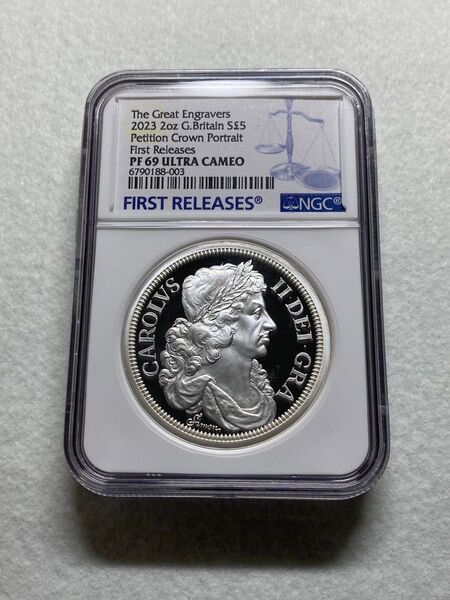 The Great Engravers
2023 2oz G.Britain S£5
Petition Crown Portrait
First Releases
PF 69 ULTRA CAMEO
6790188-003
FIRST RELEASES®
NGC®
CAROLVS II·DEI·GRA
Simon